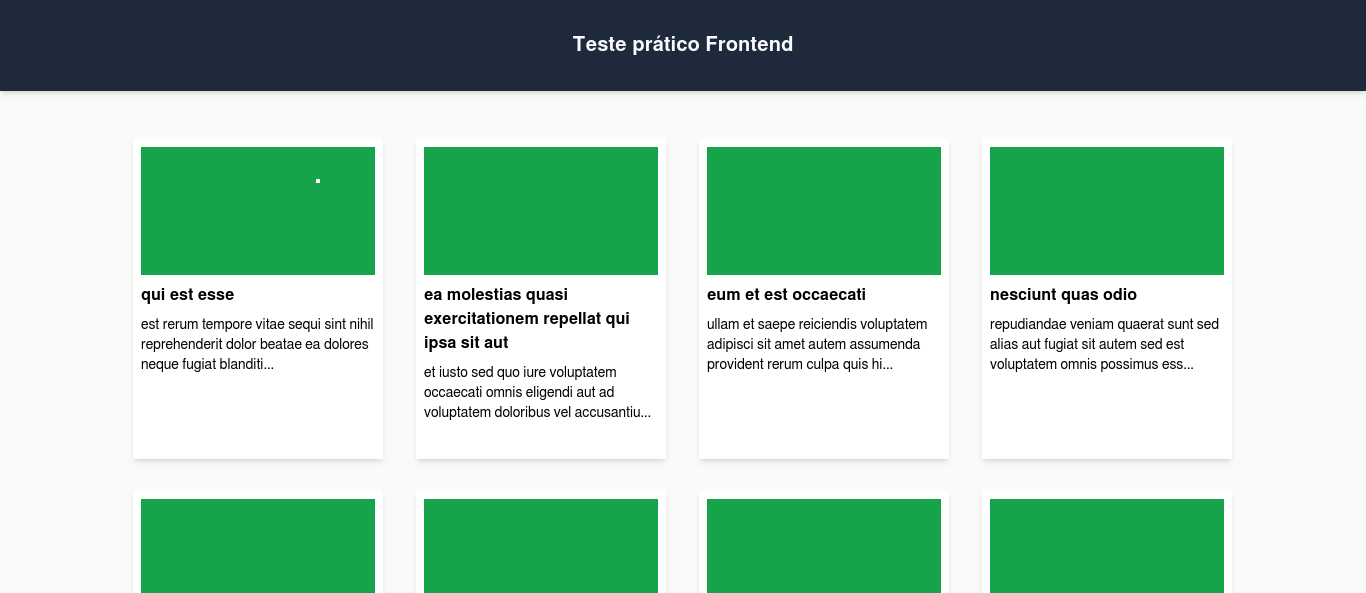 Teste prático Frontend
qui est esse
est rerum tempore vitae sequi sint nihil
reprehenderit dolor beatae ea dolores
neque fugiat blanditi...
ea molestias quasi
exercitationem repellat qui
ipsa sit aut
et iusto sed quo iure voluptatem
occaecati omnis eligendi aut ad
voluptatem doloribus vel accusantiu...
eum et est occaecati
ullam et saepe reiciendis voluptatem
adipisci sit amet autem assumenda
provident rerum culpa quis hi...
nesciunt quas odio
repudiandae veniam quaerat sunt sed
alias aut fugiat sit autem sed est
voluptatem omnis possimus ess...